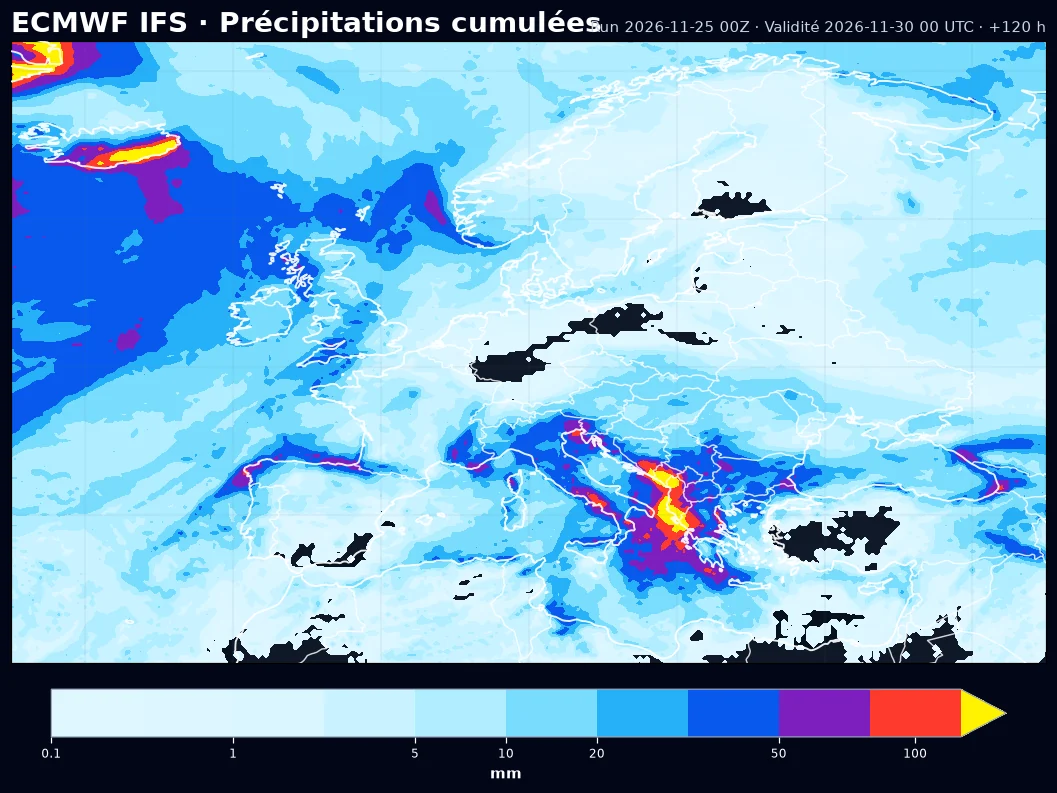 ECMWF IFS · Précipitations cumulées
Run 2026-11-25 00Z · Validité 2026-11-30 00 UTC · +120 h
0.1 1 5 10 20 50 100
mm